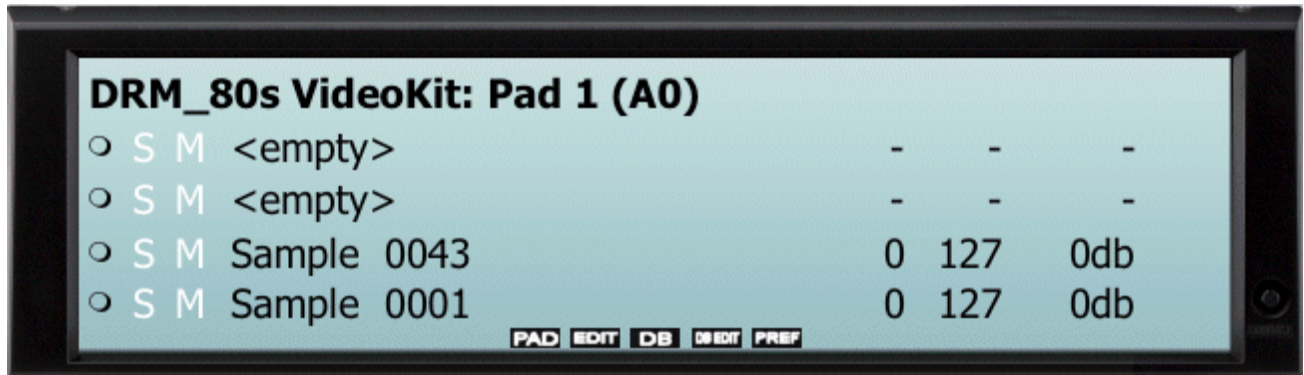 DRM_80s VideoKit: Pad 1 (A0)
S M <empty> - - -
S M <empty> - - -
S M Sample 0043 0 127 0db
S M Sample 0001 0 127 0db
PAD EDIT DB DB EDIT PREF